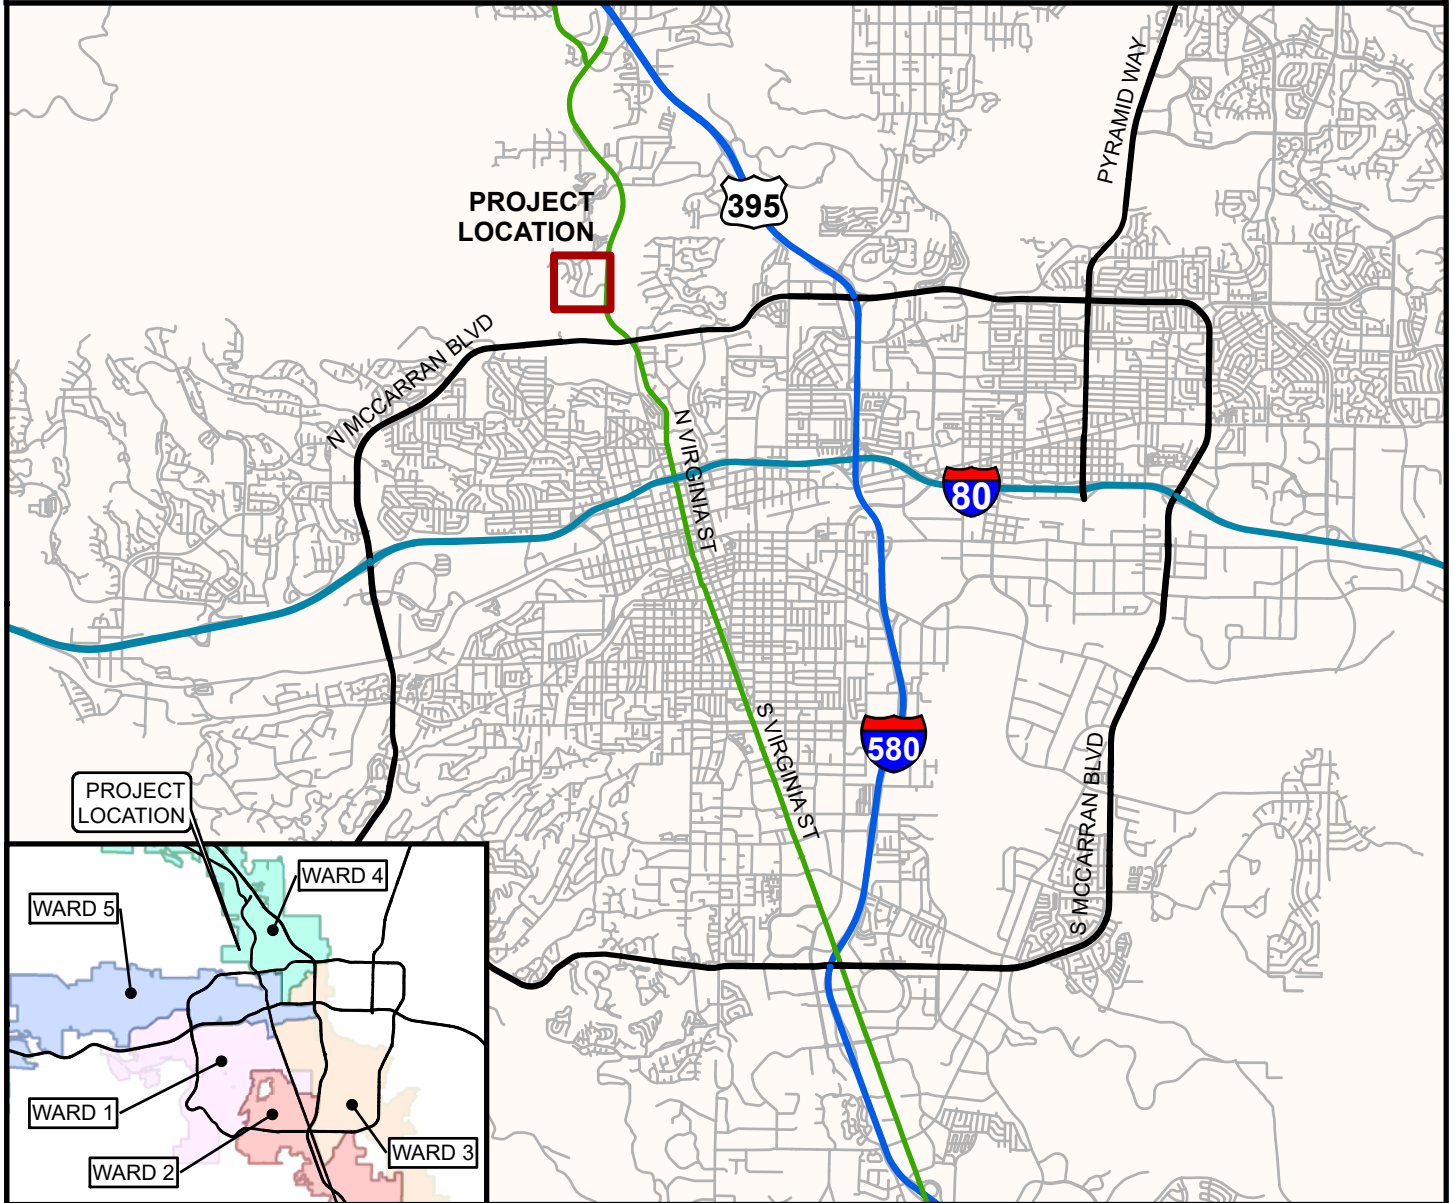 PYRAMID WAY
395
PROJECT
LOCATION
N MCCARRAN BLVD
N VIRGINIA ST
80
S VIRGINIA ST
580
S MCCARRAN BLVD
PROJECT
LOCATION
WARD 4
WARD 5
WARD 1
WARD 3
WARD 2